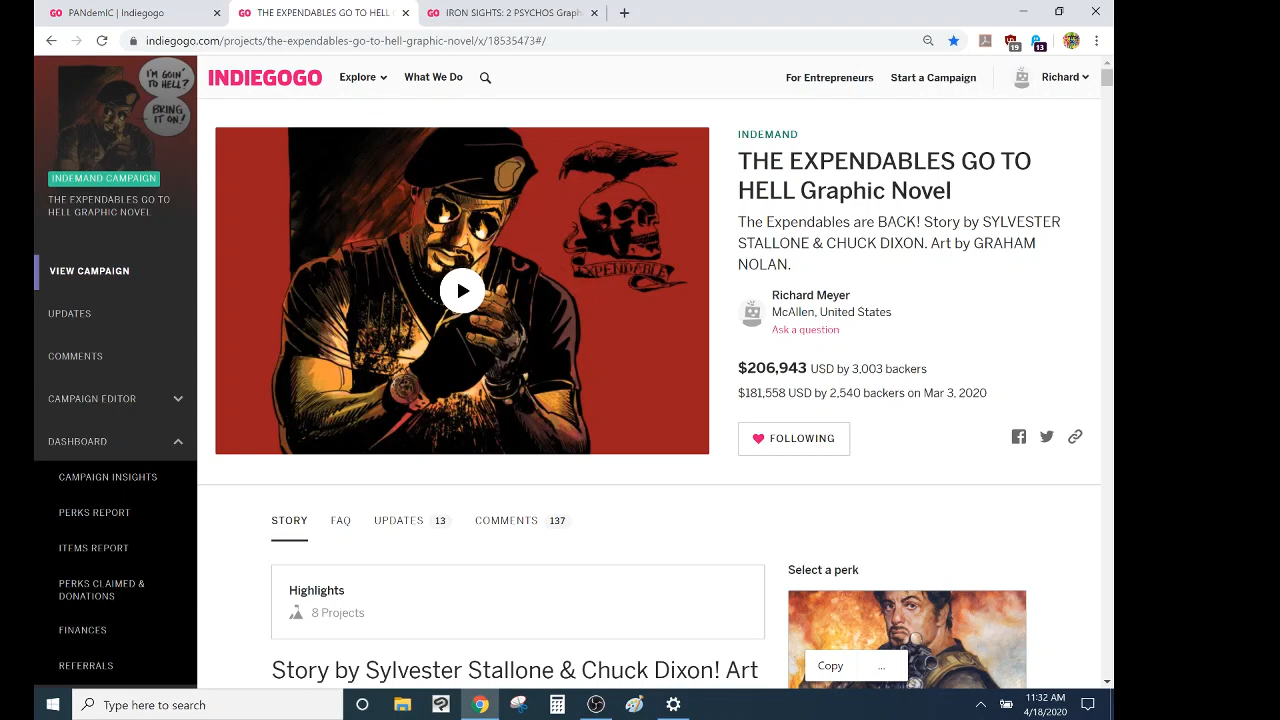 PANdemIC | Indiegogo
THE EXPENDABLES GO TO HELL
IRON SIGHTS: 2 PSYCHOS Graph
indiegogo.com/projects/the-expendables-go-to-hell-graphic-novel/x/18535473#/
19
13
I'M GOIN' TO HELL?
BRING IT ON!
INDEMAND CAMPAIGN
THE EXPENDABLES GO TO
HELL GRAPHIC NOVEL
VIEW CAMPAIGN
UPDATES
COMMENTS
CAMPAIGN EDITOR
DASHBOARD
CAMPAIGN INSIGHTS
PERKS REPORT
ITEMS REPORT
PERKS CLAIMED &
DONATIONS
FINANCES
REFERRALS
INDIEGOGO
Explore
What We Do
For Entrepreneurs
Start a Campaign
Richard
EXPENDABLE
INDEMAND
THE EXPENDABLES GO TO
HELL Graphic Novel
The Expendables are BACK! Story by SYLVESTER
STALLONE & CHUCK DIXON. Art by GRAHAM
NOLAN.
Richard Meyer
McAllen, United States
Ask a question
$206,943 USD by 3,003 backers
$181,558 USD by 2,540 backers on Mar 3, 2020
FOLLOWING
STORY
FAQ
UPDATES 13
COMMENTS 137
Highlights
8 Projects
Story by Sylvester Stallone & Chuck Dixon! Art
Select a perk
Copy
...
Type here to search
11:32 AM
4/18/2020